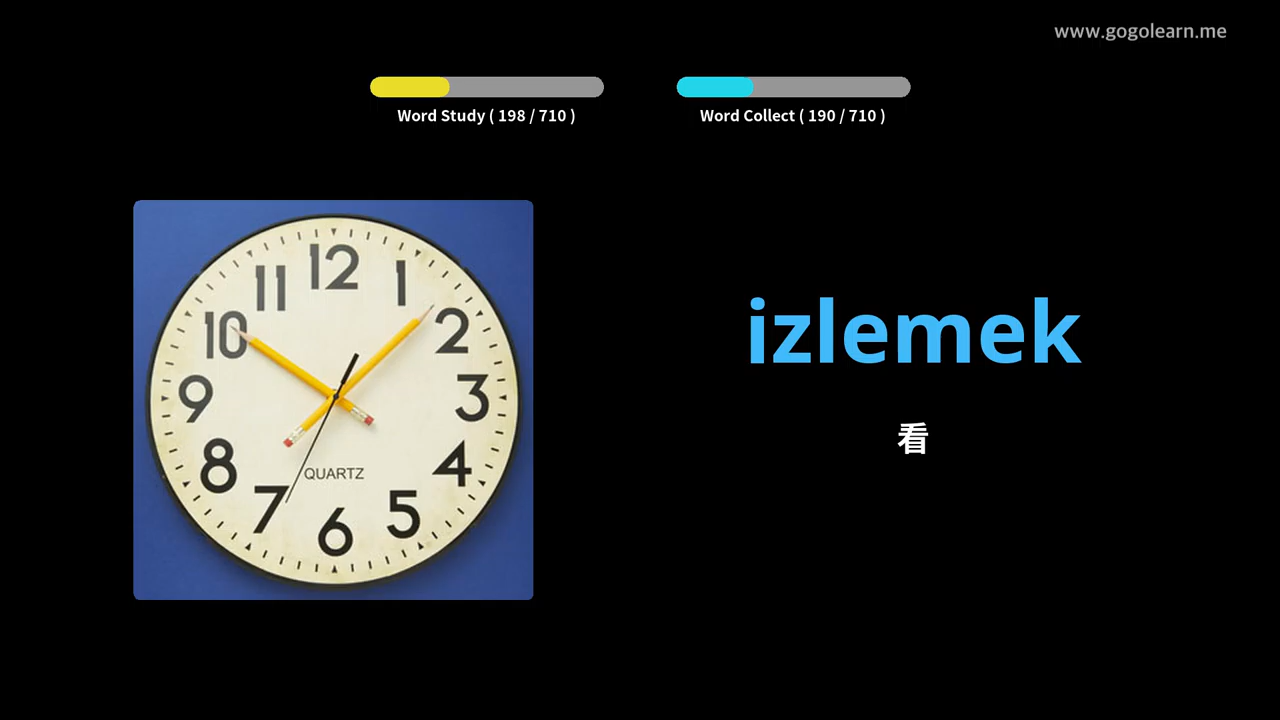 www.gogolearn.me
Word Study ( 198 / 710 )
Word Collect ( 190 / 710 )
12
11
1
10
2
9
3
8
4
QUARTZ
7
5
6
izlemek
看